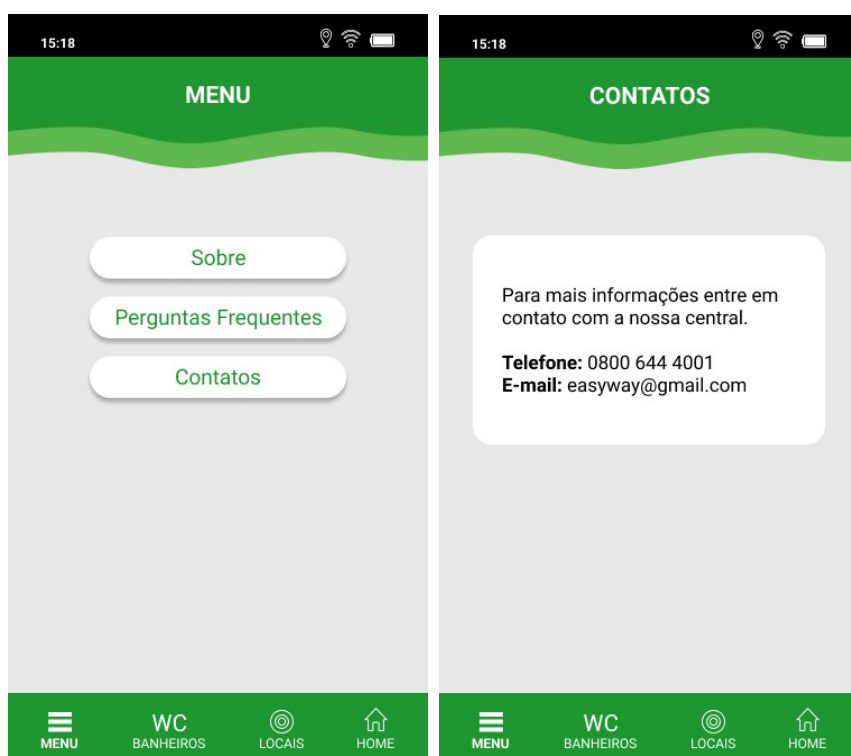 15:18
MENU
Sobre
Perguntas Frequentes
Contatos
MENU
WC
BANHEIROS
LOCAIS
HOME
15:18
CONTATOS
Para mais informações entre em
contato com a nossa central.
Telefone: 0800 644 4001
E-mail: easyway@gmail.com
MENU
WC
BANHEIROS
LOCAIS
HOME